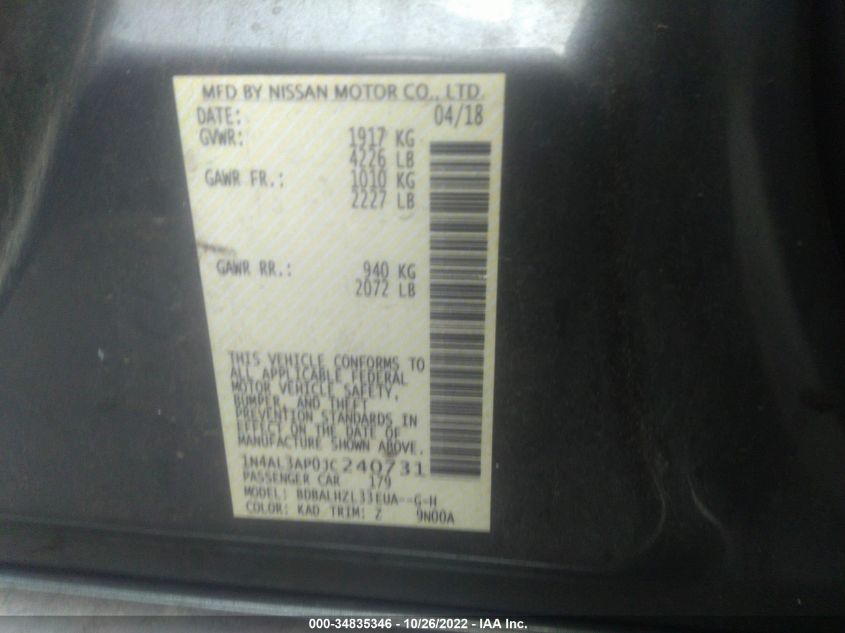 MFD BY NISSAN MOTOR CO., LTD.
DATE: 04/18
GVWR: 1917 KG
4226 LB
GAWR FR.: 1010 KG
2227 LB
GAWR RR.: 940 KG
2072 LB
THIS VEHICLE CONFORMS TO
ALL APPLICABLE FEDERAL
MOTOR VEHICLE SAFETY,
BUMPER, AND THEFT
PREVENTION STANDARDS IN
EFFECT ON THE DATE OF
MANUFACTURE SHOWN ABOVE.
1N4AL3AP0JC240731
PASSENGER CAR 179
MODEL: BDBALHZL33EUA--G-H
COLOR: KAD TRIM: Z 9N00A
000-34835346 - 10/26/2022 - IAA Inc.